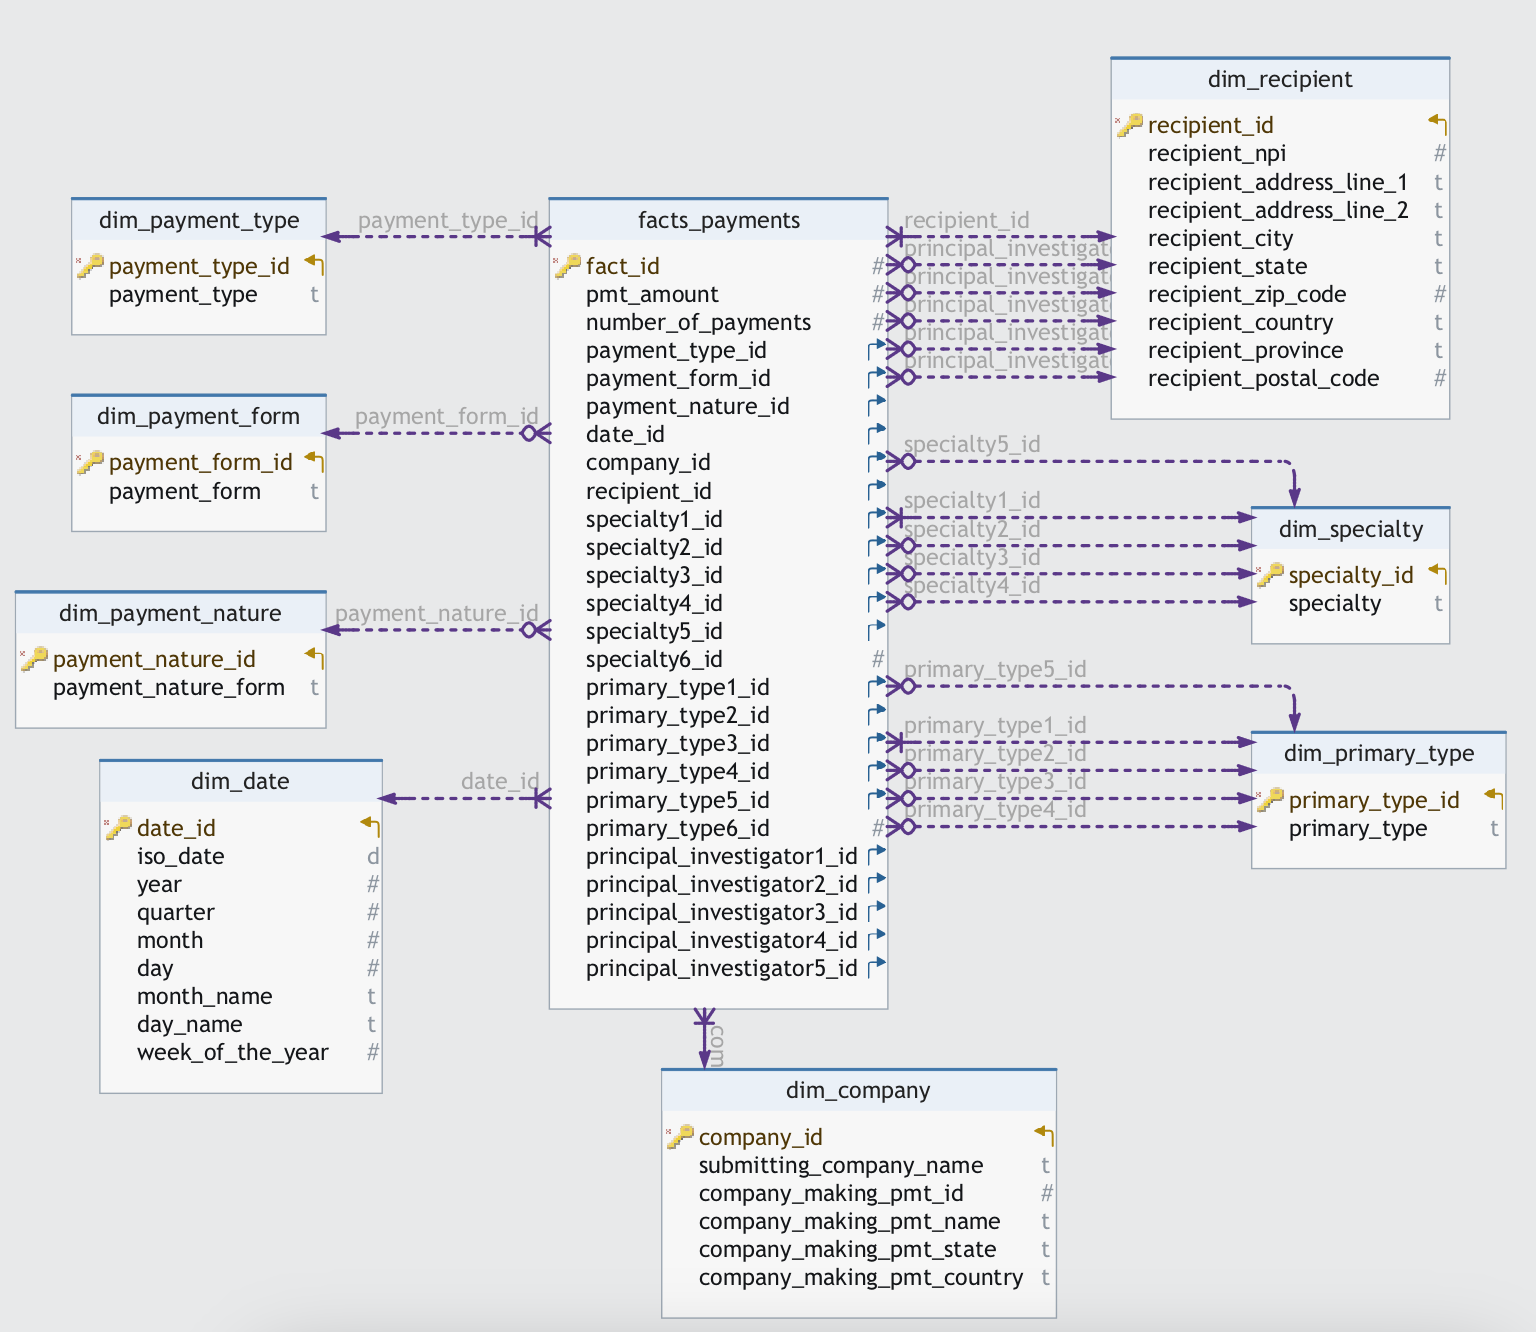 dim_recipient
recipient_id
recipient_npi #
recipient_address_line_1 t
recipient_address_line_2 t
recipient_city t
recipient_state t
recipient_zip_code #
recipient_country t
recipient_province t
recipient_postal_code #
dim_payment_type
payment_type_id
payment_type t
payment_type_id
dim_payment_form
payment_form_id
payment_form t
payment_form_id
dim_payment_nature
payment_nature_id
payment_nature_form t
payment_nature_id
dim_date
date_id
iso_date d
year #
quarter #
month #
day #
month_name t
day_name t
week_of_the_year #
date_id
facts_payments
fact_id #
pmt_amount #
number_of_payments #
payment_type_id
payment_form_id
payment_nature_id
date_id
company_id
recipient_id
specialty1_id
specialty2_id
specialty3_id
specialty4_id
specialty5_id
specialty6_id #
primary_type1_id
primary_type2_id
primary_type3_id
primary_type4_id
primary_type5_id
primary_type6_id #
principal_investigator1_id
principal_investigator2_id
principal_investigator3_id
principal_investigator4_id
principal_investigator5_id
recipient_id
principal_investigat
principal_investigat
principal_investigat
principal_investigat
principal_investigat
specialty5_id
specialty1_id
specialty2_id
specialty3_id
specialty4_id
dim_specialty
specialty_id
specialty t
primary_type5_id
primary_type1_id
primary_type2_id
primary_type3_id
primary_type4_id
dim_primary_type
primary_type_id
primary_type t
com
dim_company
company_id
submitting_company_name t
company_making_pmt_id #
company_making_pmt_name t
company_making_pmt_state t
company_making_pmt_country t